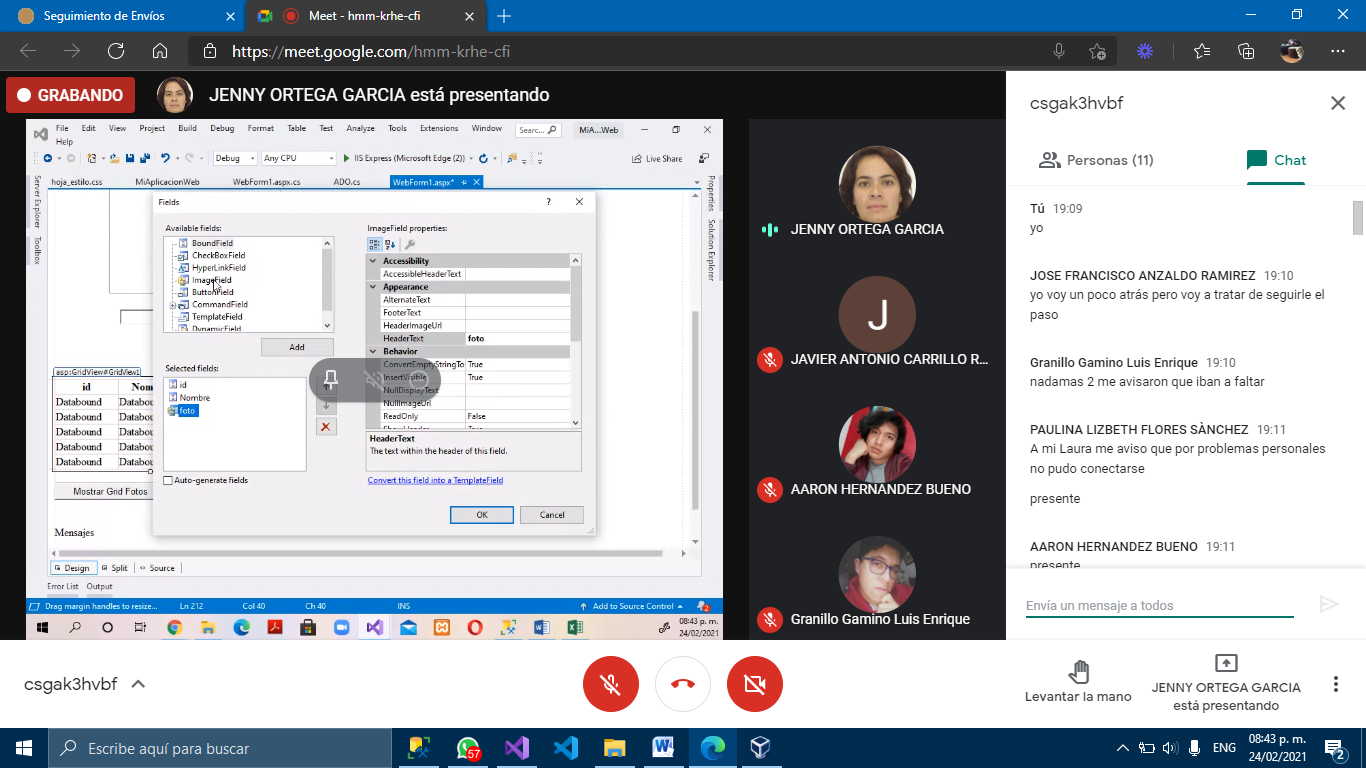 Seguimiento de Envíos
Meet - hmm-krhe-cfi
https://meet.google.com/hmm-krhe-cfi
GRABANDO
JENNY ORTEGA GARCIA está presentando
File Edit View Project Build Debug Format Table Test Analyze Tools Extensions Window
Help
Searc...
MiA...Web
Debug
Any CPU
IIS Express (Microsoft Edge (2))
Live Share
hoja_estilo.css MiAplicacionWeb WebForm1.aspx.cs ADO.cs WebForm1.aspx*
Server Explorer
Toolbox
Properties
Solution Explorer
Fields
?
Available fields:
BoundField
CheckBoxField
HyperLinkField
ImageField
ButtonField
CommandField
TemplateField
DynamicField
Add
Selected fields:
id
Nombre
foto
Auto-generate fields
ImageField properties:
Accessibility
AccessibleHeaderText
Appearance
AlternateText
FooterText
HeaderImageUrl
HeaderText foto
Behavior
ConvertEmptyStringTo True
InsertVisible True
NullDisplayText
NullImageUrl
ReadOnly False
ShowHeader True
HeaderText
The text within the header of this field.
Convert this field into a TemplateField
OK
Cancel
asp:GridView#GridView1
id Nom
Databound Databou
Databound Databou
Databound Databou
Databound Databou
Databound Databou
Mostrar Grid Fotos
Mensajes
Design Split Source
Error List Output
Drag margin handles to resize... Ln 212 Col 40 Ch 40 INS Add to Source Control 2
08:43 p. m.
24/02/2021
JENNY ORTEGA GARCIA
J
JAVIER ANTONIO CARRILLO R...
AARON HERNANDEZ BUENO
Granillo Gamino Luis Enrique
csgak3hvbf
Personas (11)
Chat
Tú 19:09
yo
JOSE FRANCISCO ANZALDO RAMIREZ 19:10
yo voy un poco atrás pero voy a tratar de seguirle el
paso
Granillo Gamino Luis Enrique 19:10
nadamas 2 me avisaron que iban a faltar
PAULINA LIZBETH FLORES SÀNCHEZ 19:11
A mi Laura me aviso que por problemas personales
no pudo conectarse
presente
AARON HERNANDEZ BUENO 19:11
presente
Envía un mensaje a todos
csgak3hvbf
Levantar la mano
JENNY ORTEGA GARCIA
está presentando
Escribe aquí para buscar
57
ENG
08:43 p. m.
24/02/2021
2